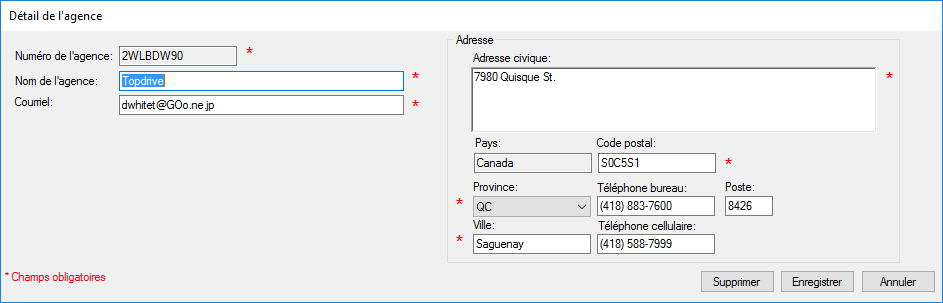 Détail de l'agence
Numéro de l'agence: 2WLBDW90 *
Nom de l'agence: Topdrive *
Courriel: dwhitet@GOo.ne.jp *
Adresse
Adresse civique:
7980 Quisque St. *
Pays: Code postal:
Canada S0C5S1 *
Province: Téléphone bureau: Poste:
* QC (418) 883-7600 8426
Ville: Téléphone cellulaire:
* Saguenay (418) 588-7999
* Champs obligatoires
Supprimer Enregistrer Annuler